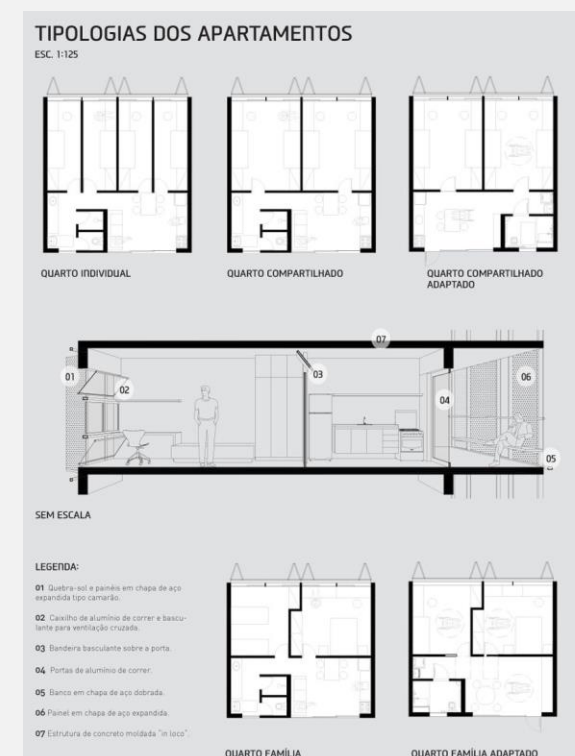 TIPOLOGIAS DOS APARTAMENTOS
ESC. 1:125
QUARTO INDIVIDUAL
QUARTO COMPARTILHADO
QUARTO COMPARTILHADO
ADAPTADO
07
01
02
03
04
06
05
SEM ESCALA
LEGENDA:
01 Quebra-sol e painéis em chapa de aço
expandida tipo camarão.
02 Caixilho de alumínio de correr e bascu-
lante para ventilação cruzada.
03 Bandeira basculante sobre a porta.
04 Portas de alumínio de correr.
05 Banco em chapa de aço dobrada.
06 Painel em chapa de aço expandida.
07 Estrutura de concreto moldada "in loco".
QUARTO FAMÍLIA
QUARTO FAMÍLIA ADAPTADO